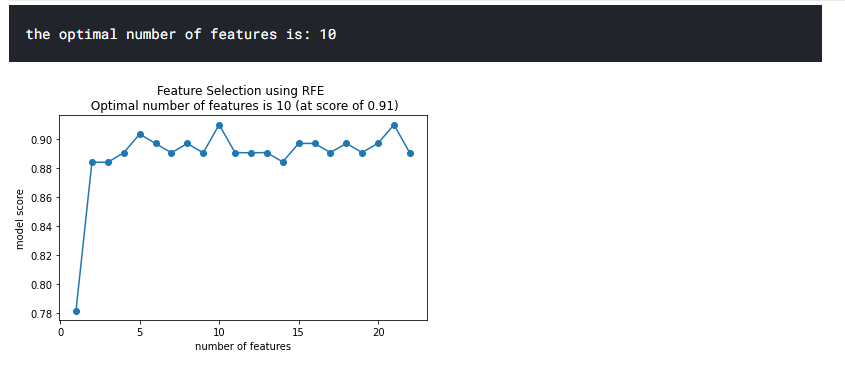 the optimal number of features is: 10
Feature Selection using RFE
Optimal number of features is 10 (at score of 0.91)
model score
0.90
0.88
0.86
0.84
0.82
0.80
0.78
0 5 10 15 20
number of features